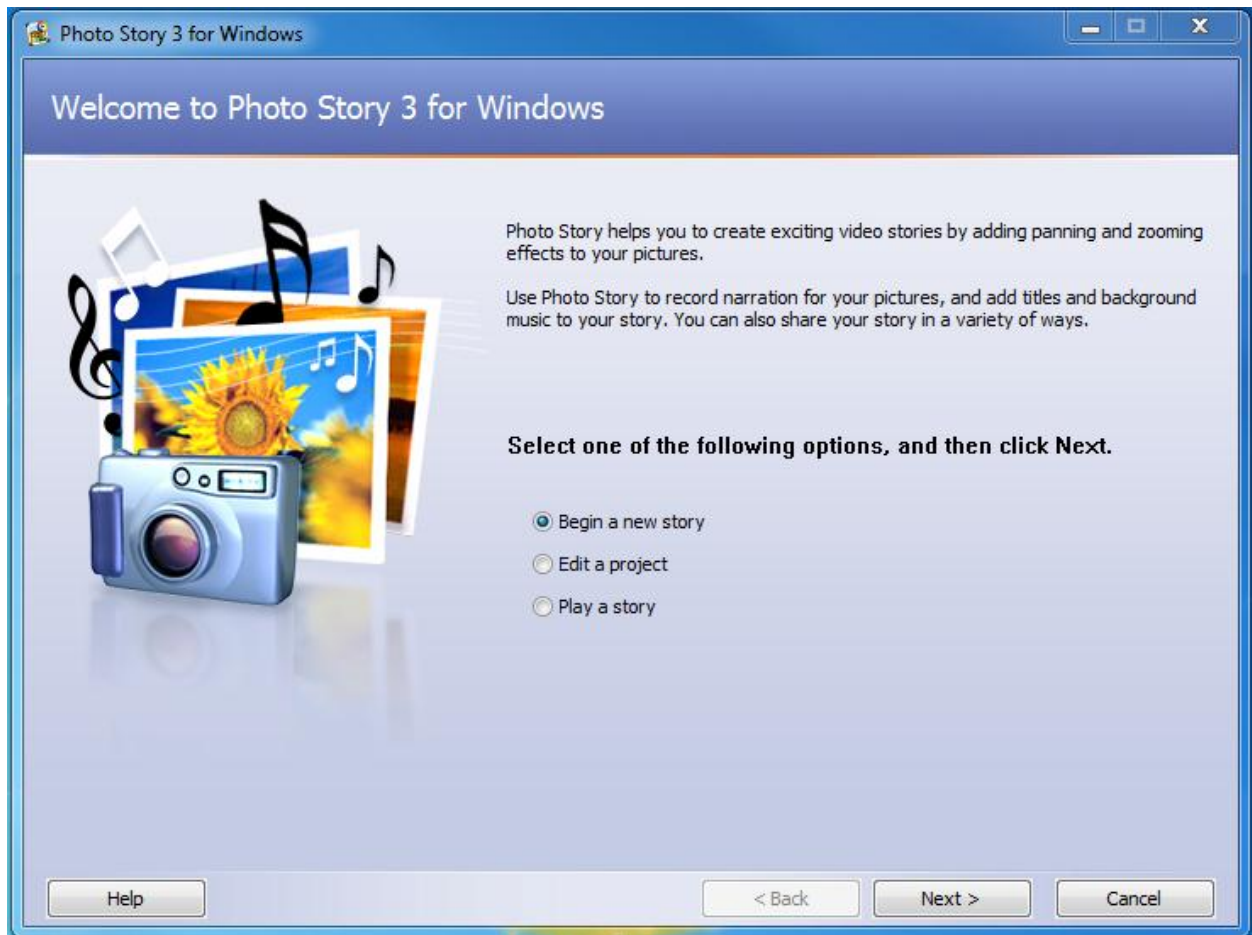 Photo Story 3 for Windows
Welcome to Photo Story 3 for Windows
Photo Story helps you to create exciting video stories by adding panning and zooming
effects to your pictures.
Use Photo Story to record narration for your pictures, and add titles and background
music to your story. You can also share your story in a variety of ways.
Select one of the following options, and then click Next.
Begin a new story
Edit a project
Play a story
Help
< Back
Next >
Cancel